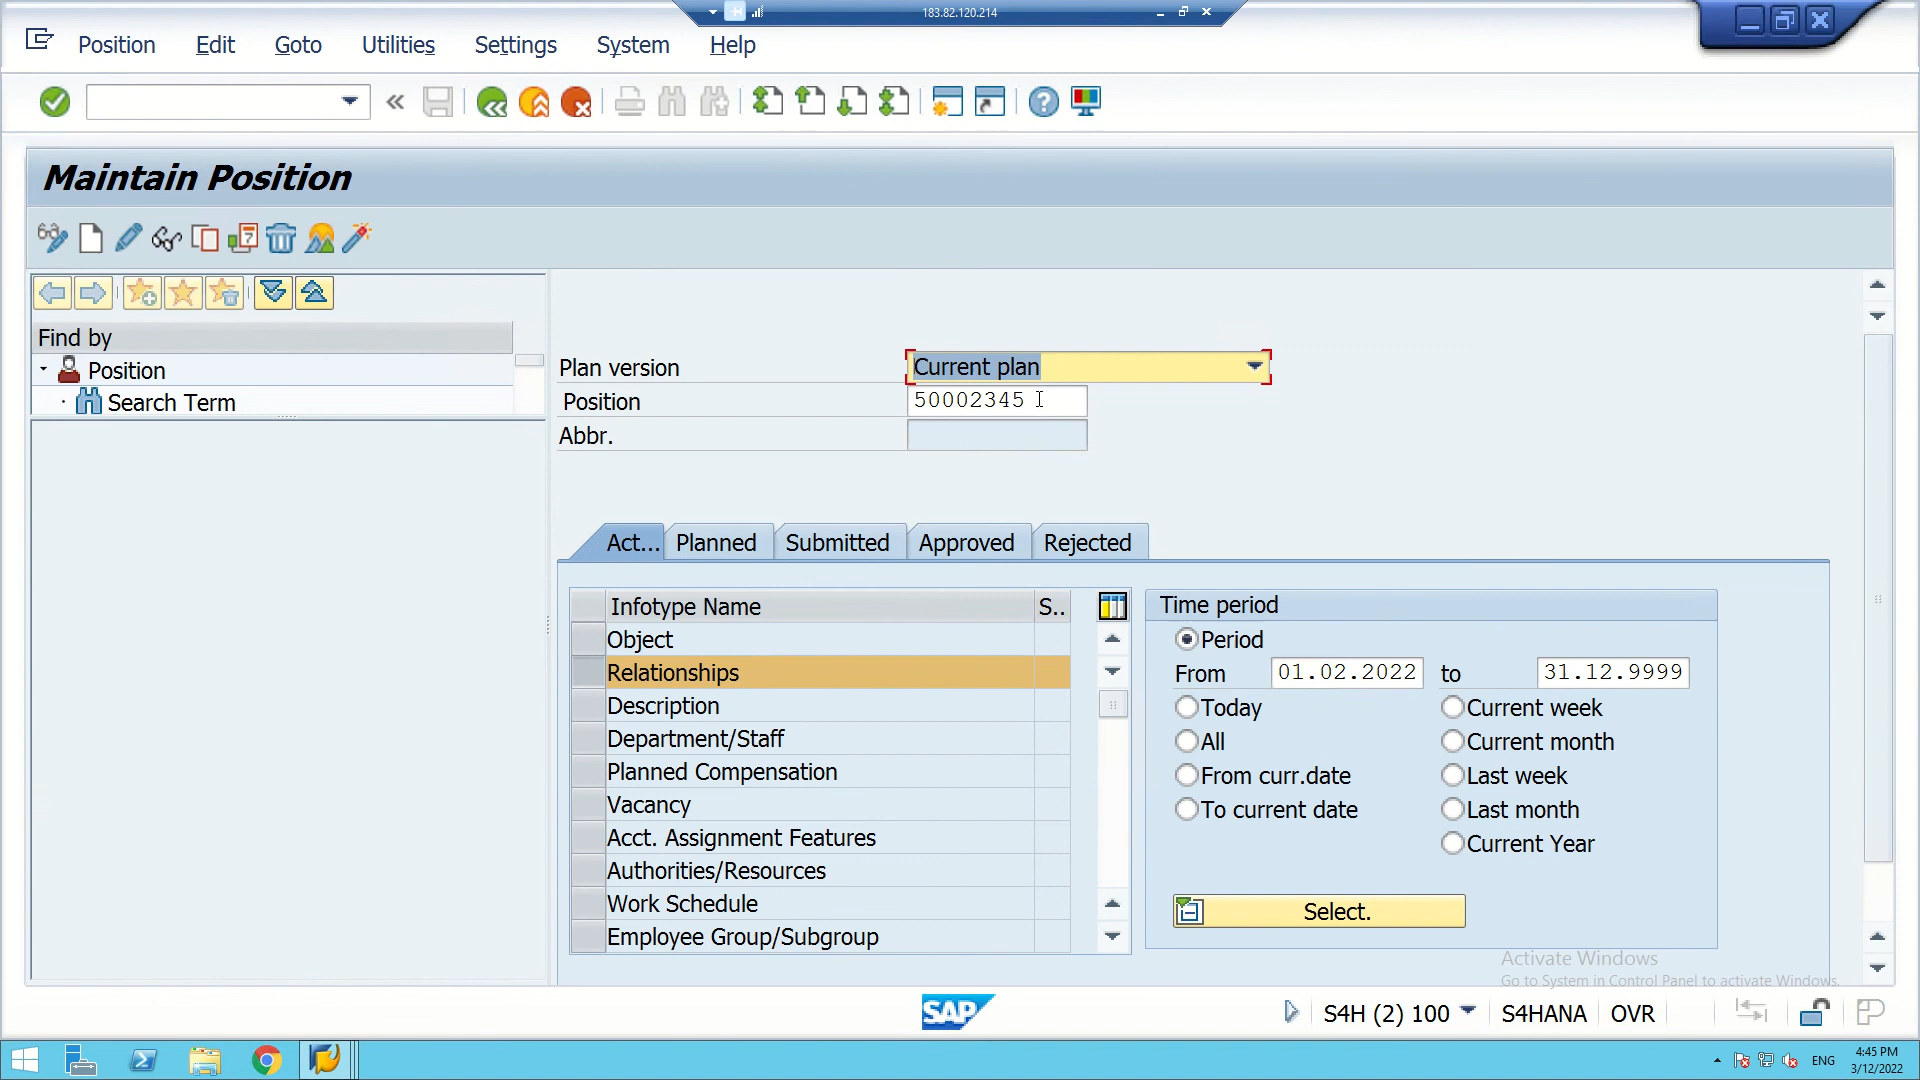 183.82.120.214
Position Edit Goto Utilities Settings System Help
Maintain Position
Find by
Position
Search Term
Plan version Current plan
Position 50002345
Abbr.
Act... Planned Submitted Approved Rejected
Infotype Name S..
Object
Relationships
Description
Department/Staff
Planned Compensation
Vacancy
Acct. Assignment Features
Authorities/Resources
Work Schedule
Employee Group/Subgroup
Time period
Period
From 01.02.2022 to 31.12.9999
Today Current week
All Current month
From curr.date Last week
To current date Last month
Current Year
Select.
Activate Windows
Go to System in Control Panel to activate Windows.
SAP S4H (2) 100 S4HANA OVR
ENG 4:45 PM
3/12/2022